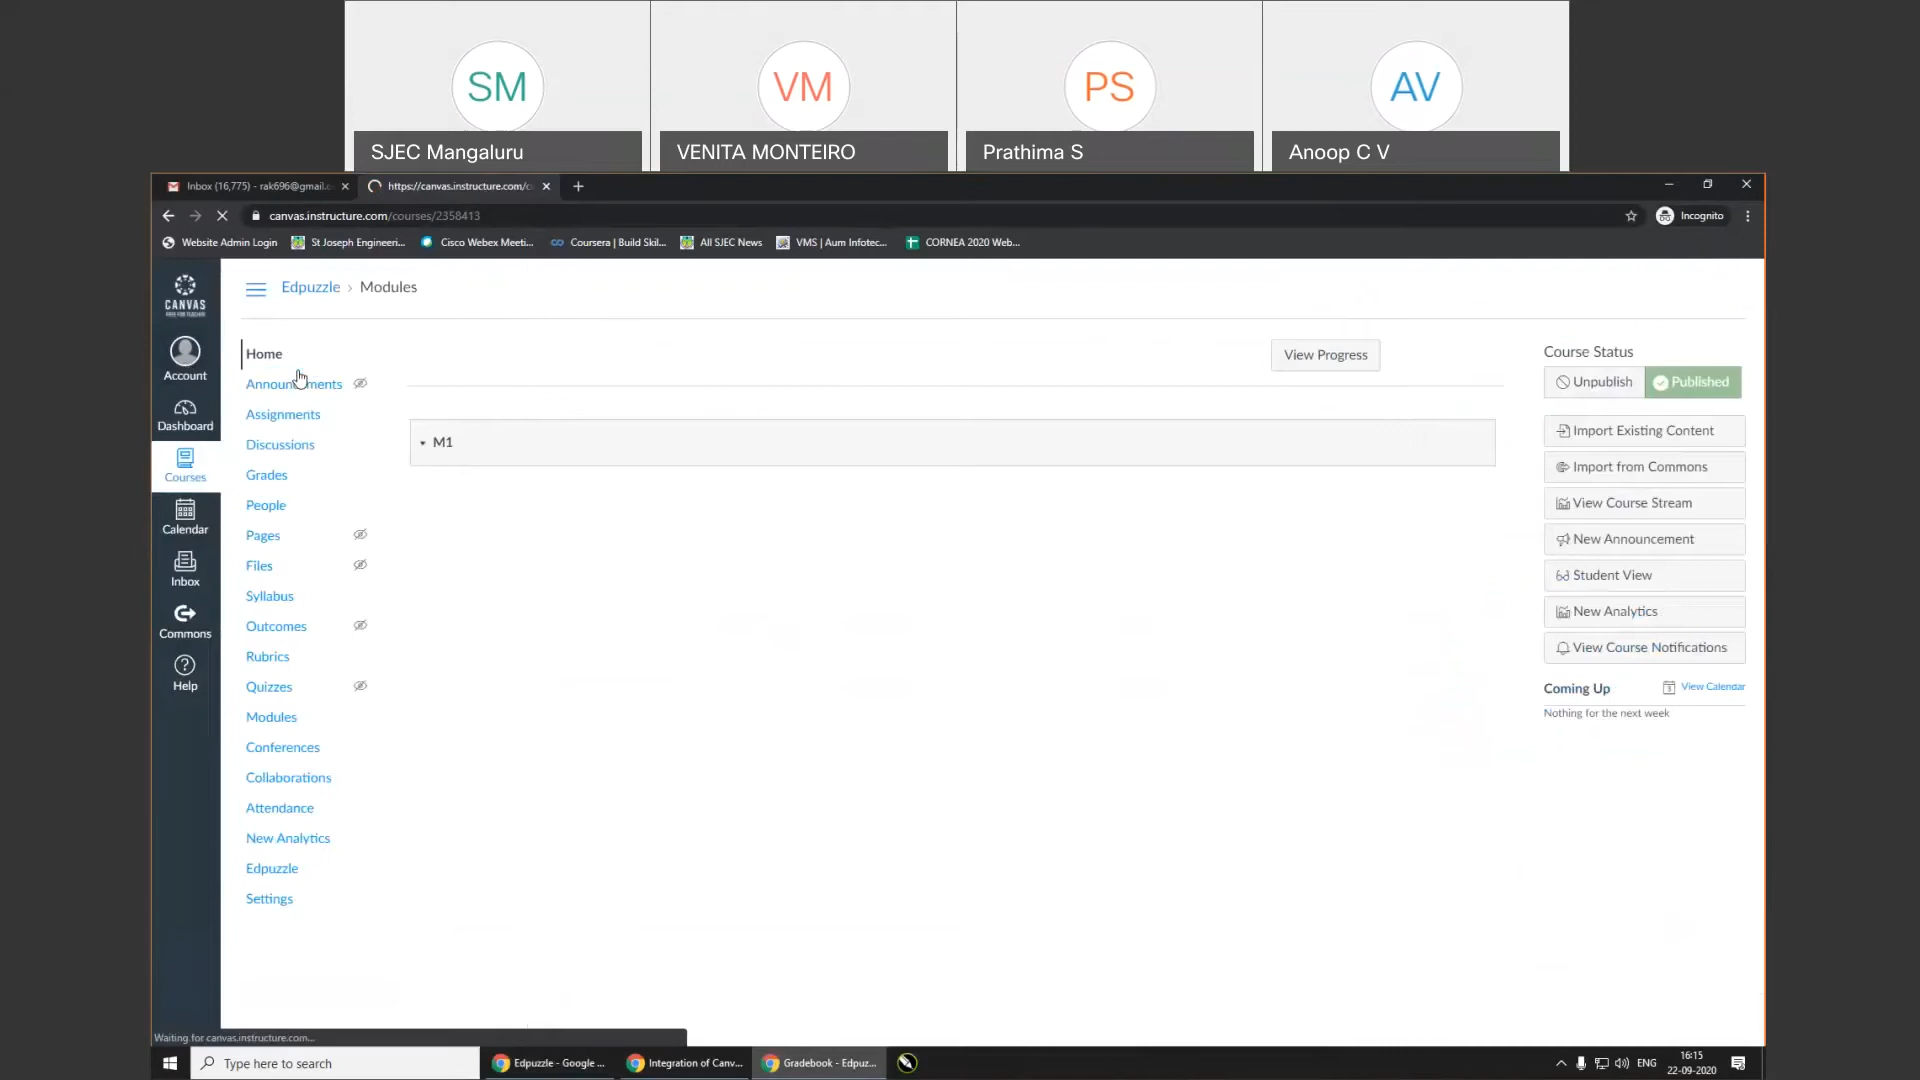 SM
VM
PS
AV
SJEC Mangaluru
VENITA MONTEIRO
Prathima S
Anoop C V
Inbox (16,775) - rak696@gmail.c
https://canvas.instructure.com/c
canvas.instructure.com/courses/2358413
Incognito
Website Admin Login
St Joseph Engineeri...
Cisco Webex Meeti...
Coursera | Build Skil...
All SJEC News
VMS | Aum Infotec...
CORNEA 2020 Web...
CANVAS
FREE FOR TEACHER
Account
Dashboard
Courses
Calendar
Inbox
Commons
Help
Edpuzzle › Modules
Home
Announcements
Assignments
Discussions
Grades
People
Pages
Files
Syllabus
Outcomes
Rubrics
Quizzes
Modules
Conferences
Collaborations
Attendance
New Analytics
Edpuzzle
Settings
View Progress
M1
Course Status
Unpublish
Published
Import Existing Content
Import from Commons
View Course Stream
New Announcement
Student View
New Analytics
View Course Notifications
Coming Up
View Calendar
Nothing for the next week
Waiting for canvas.instructure.com...
Type here to search
Edpuzzle - Google ...
Integration of Canv...
Gradebook - Edpuz...
ENG
16:15
22-09-2020